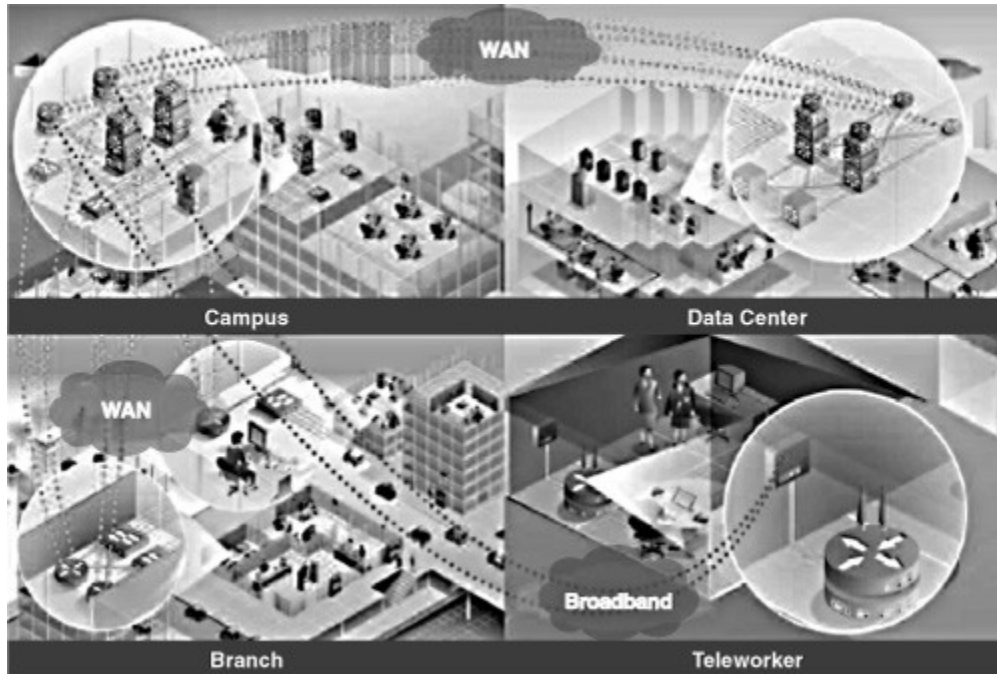 WAN
Campus
Data Center
WAN
Broadband
Branch
Teleworker